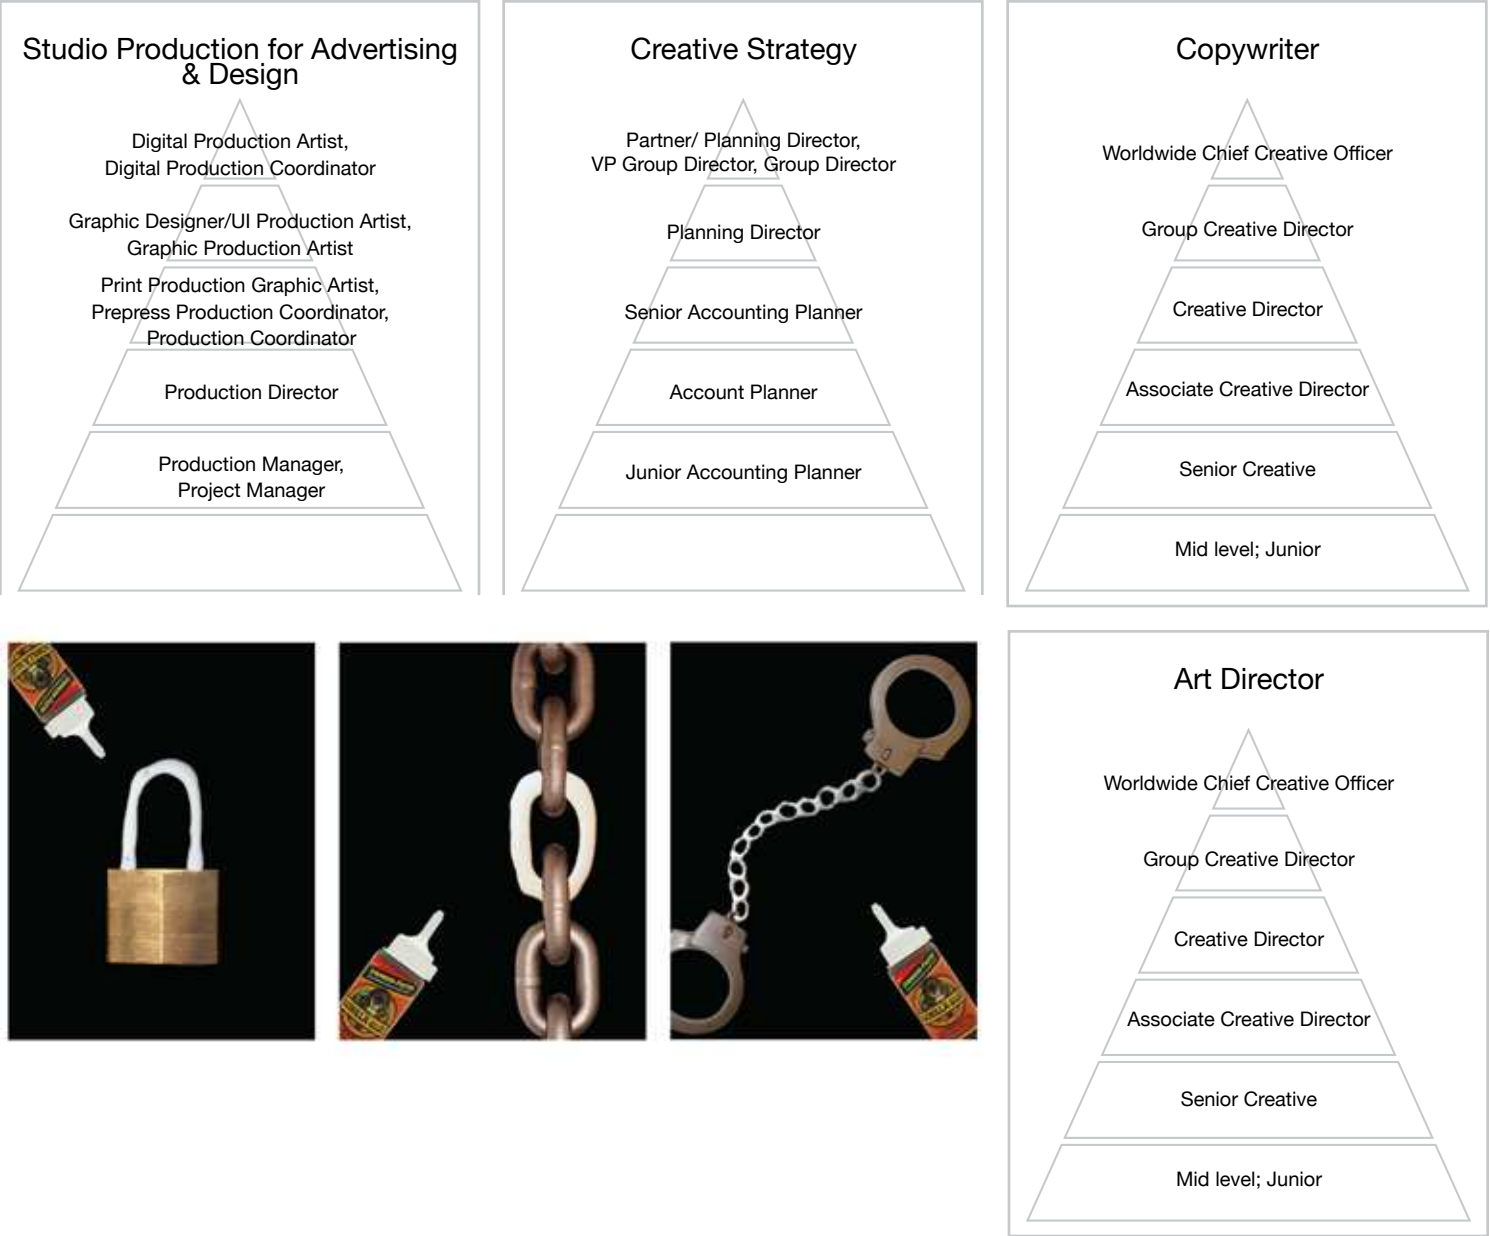 Studio Production for Advertising
& Design
Digital Production Artist,
Digital Production Coordinator
Graphic Designer/UI Production Artist,
Graphic Production Artist
Print Production Graphic Artist,
Prepress Production Coordinator,
Production Coordinator
Production Director
Production Manager,
Project Manager
Creative Strategy
Partner/ Planning Director,
VP Group Director, Group Director
Planning Director
Senior Accounting Planner
Account Planner
Junior Accounting Planner
Copywriter
Worldwide Chief Creative Officer
Group Creative Director
Creative Director
Associate Creative Director
Senior Creative
Mid level; Junior
Art Director
Worldwide Chief Creative Officer
Group Creative Director
Creative Director
Associate Creative Director
Senior Creative
Mid level; Junior